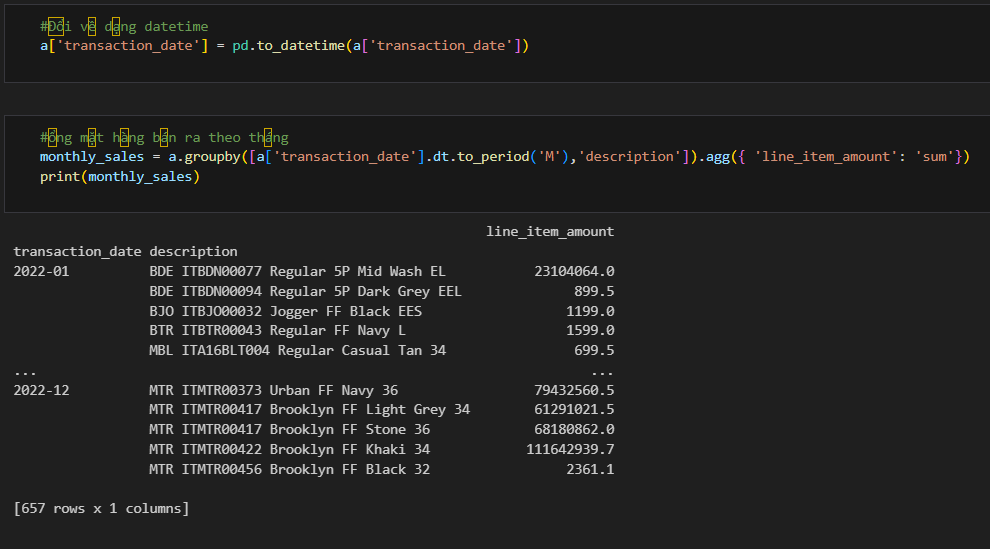 #Đổi về dạng datetime
a['transaction_date'] = pd.to_datetime(a['transaction_date'])
#ổng mặt hàng bán ra theo tháng
monthly_sales = a.groupby([a['transaction_date'].dt.to_period('M'),'description']).agg({ 'line_item_amount': 'sum'})
print(monthly_sales)
line_item_amount
transaction_date description
2022-01 BDE ITBDN00077 Regular 5P Mid Wash EL 23104064.0
BDE ITBDN00094 Regular 5P Dark Grey EEL 899.5
BJO ITBJO00032 Jogger FF Black EES 1199.0
BTR ITBTR00043 Regular FF Navy L 1599.0
MBL ITA16BLT004 Regular Casual Tan 34 699.5
... ...
2022-12 MTR ITMTR00373 Urban FF Navy 36 79432560.5
MTR ITMTR00417 Brooklyn FF Light Grey 34 61291021.5
MTR ITMTR00417 Brooklyn FF Stone 36 68180862.0
MTR ITMTR00422 Brooklyn FF Khaki 34 111642939.7
MTR ITMTR00456 Brooklyn FF Black 32 2361.1
[657 rows x 1 columns]